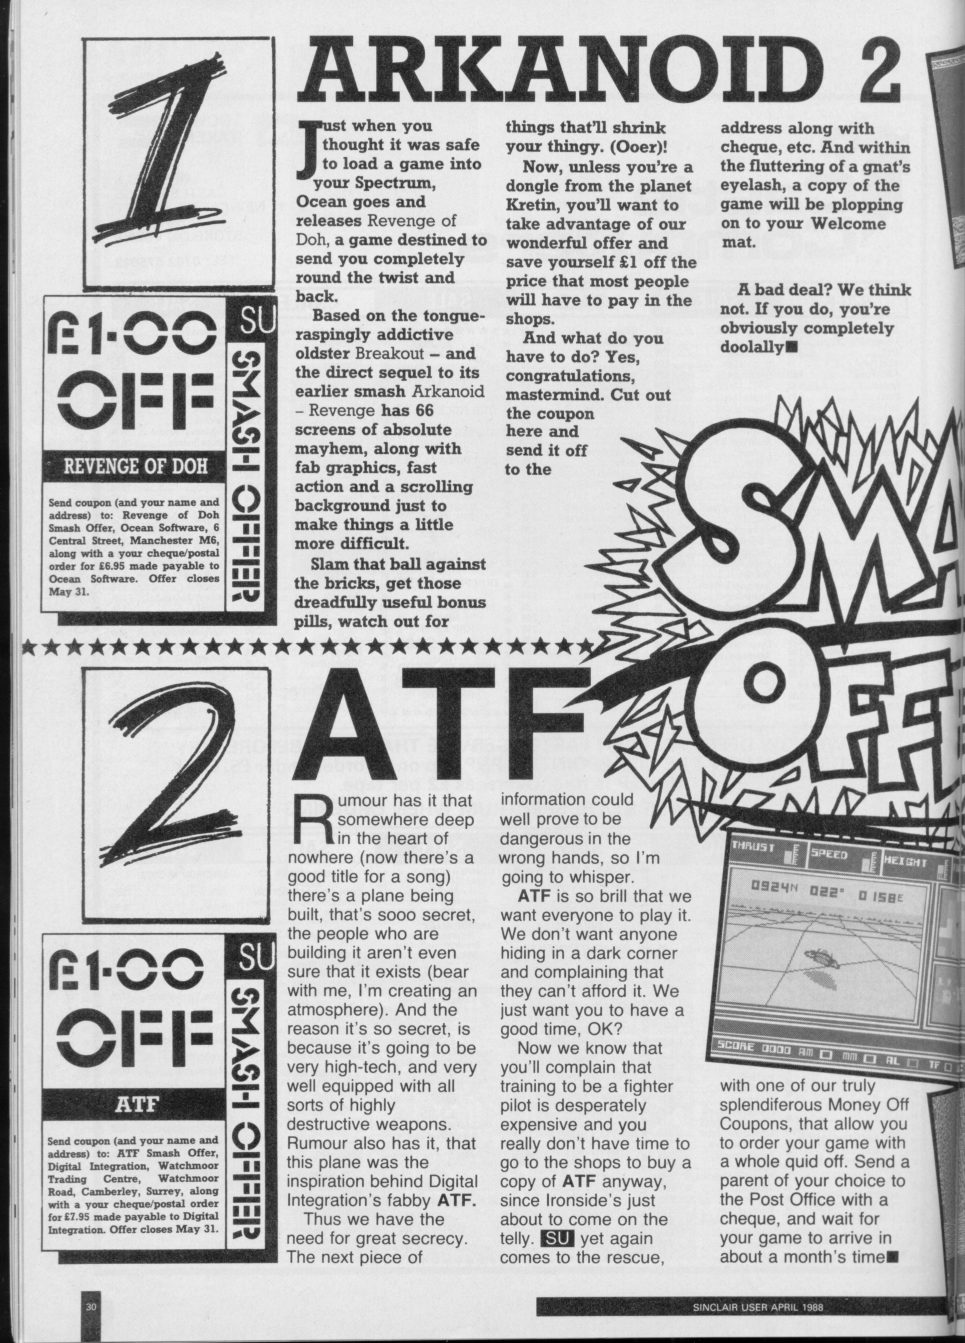 1
ARKANOID 2
Just when you
thought it was safe
to load a game into
your Spectrum,
Ocean goes and
releases Revenge of
Doh, a game destined to
send you completely
round the twist and
back.
Based on the tongue-
raspingly addictive
oldster Breakout – and
the direct sequel to its
earlier smash Arkanoid
– Revenge has 66
screens of absolute
mayhem, along with
fab graphics, fast
action and a scrolling
background just to
make things a little
more difficult.
Slam that ball against
the bricks, get those
dreadfully useful bonus
pills, watch out for
things that'll shrink
your thingy. (Ooer)!
Now, unless you're a
dongle from the planet
Kretin, you'll want to
take advantage of our
wonderful offer and
save yourself £1 off the
price that most people
will have to pay in the
shops.
And what do you
have to do? Yes,
congratulations,
mastermind. Cut out
the coupon
here and
send it off
to the
address along with
cheque, etc. And within
the fluttering of a gnat's
eyelash, a copy of the
game will be plopping
on to your Welcome
mat.
A bad deal? We think
not. If you do, you're
obviously completely
doolally■
£1·00
OFF
SU
SMASH OFFER
REVENGE OF DOH
Send coupon (and your name and
address) to: Revenge of Doh
Smash Offer, Ocean Software, 6
Central Street, Manchester M6,
along with a your cheque/postal
order for £6.95 made payable to
Ocean Software. Offer closes
May 31.
SMA
OFFE
2
ATF
Rumour has it that
somewhere deep
in the heart of
nowhere (now there's a
good title for a song)
there's a plane being
built, that's sooo secret,
the people who are
building it aren't even
sure that it exists (bear
with me, I'm creating an
atmosphere). And the
reason it's so secret, is
because it's going to be
very high-tech, and very
well equipped with all
sorts of highly
destructive weapons.
Rumour also has it, that
this plane was the
inspiration behind Digital
Integration's fabby ATF.
Thus we have the
need for great secrecy.
The next piece of
information could
well prove to be
dangerous in the
wrong hands, so I'm
going to whisper.
ATF is so brill that we
want everyone to play it.
We don't want anyone
hiding in a dark corner
and complaining that
they can't afford it. We
just want you to have a
good time, OK?
Now we know that
you'll complain that
training to be a fighter
pilot is desperately
expensive and you
really don't have time to
go to the shops to buy a
copy of ATF anyway,
since Ironside's just
about to come on the
telly. SU yet again
comes to the rescue,
THRUST SPEED HEIGHT
0924N 022° 0158E
SCORE 0000 AM MM AL TF
with one of our truly
splendiferous Money Off
Coupons, that allow you
to order your game with
a whole quid off. Send a
parent of your choice to
the Post Office with a
cheque, and wait for
your game to arrive in
about a month's time■
£1·00
OFF
SU
SMASH OFFER
ATF
Send coupon (and your name and
address) to: ATF Smash Offer,
Digital Integration, Watchmoor
Trading Centre, Watchmoor
Road, Camberley, Surrey, along
with a your cheque/postal order
for £7.95 made payable to Digital
Integration. Offer closes May 31.
30
SINCLAIR USER APRIL 1988